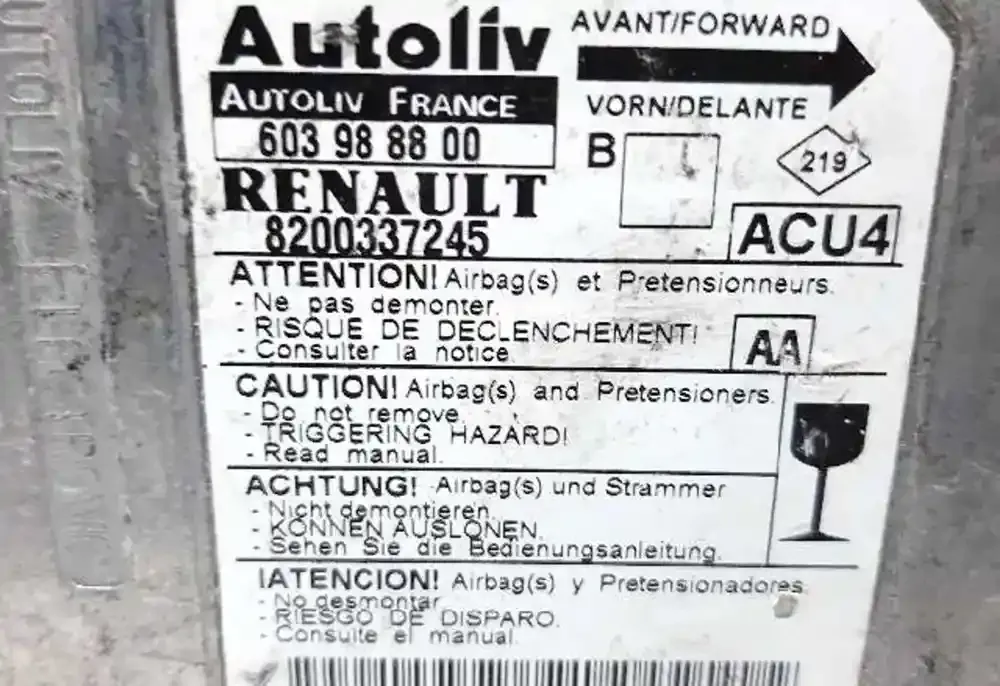 Autoliv
AUTOLIV FRANCE
603 98 88 00
RENAULT
8200337245
AVANT/FORWARD
VORN/DELANTE
B
219
ACU4
ATTENTION! Airbag(s) et Pretensionneurs.
- Ne pas demonter.
- RISQUE DE DECLENCHEMENT!
- Consulter la notice.
AA
CAUTION! Airbag(s) and Pretensioners.
- Do not remove.
- TRIGGERING HAZARD!
- Read manual.
ACHTUNG! Airbag(s) und Strammer
- Nicht demontieren.
- KONNEN AUSLONEN.
- Sehen Sie die Bedienungsanleitung.
!ATENCION! Airbag(s) y Pretensionadores.
- No desmontar
- RIESGO DE DISPARO.
- Consulte el manual.